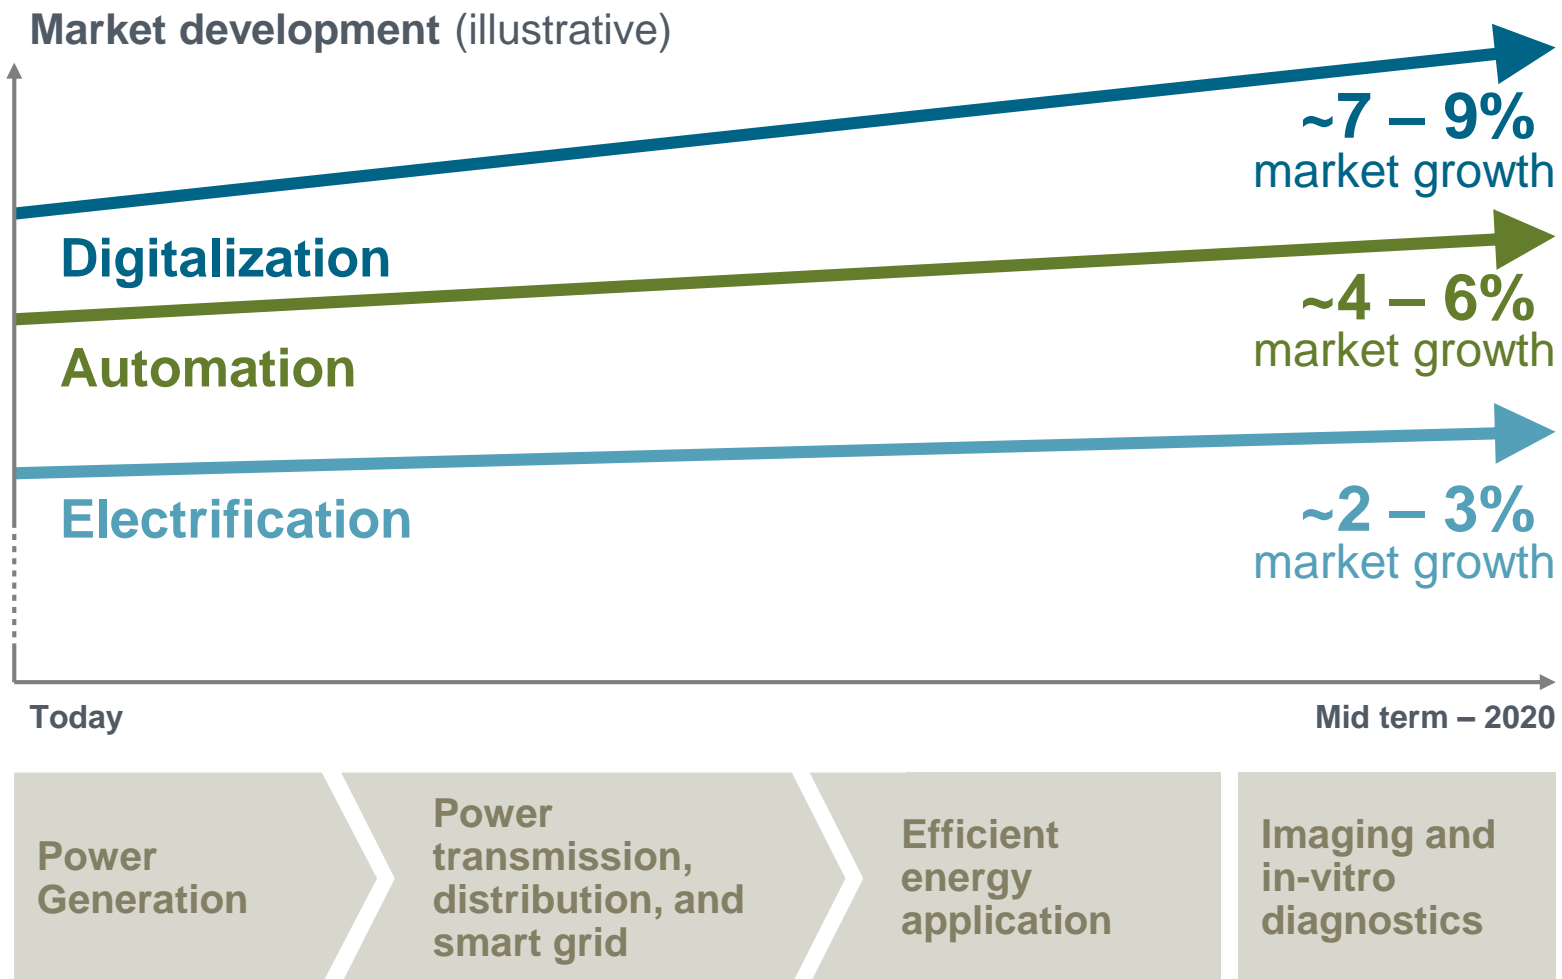 Market development (illustrative)
~7 – 9%
market growth
Digitalization
~4 – 6%
market growth
Automation
~2 – 3%
market growth
Electrification
Today
Mid term – 2020
Power
Generation
Power
transmission,
distribution, and
smart grid
Efficient
energy
application
Imaging and
in-vitro
diagnostics